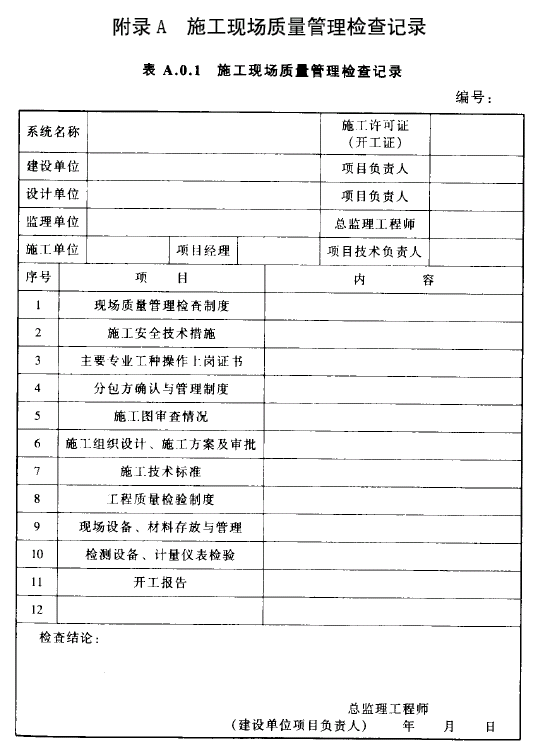 附录 A 施工现场质量管理检查记录
表 A.0.1 施工现场质量管理检查记录
编号：
系统名称 施工许可证（开工证）
建设单位 项目负责人
设计单位 项目负责人
监理单位 总监理工程师
施工单位 项目经理 项目技术负责人
序号 项 目 内 容
1 现场质量管理检查制度
2 施工安全技术措施
3 主要专业工种操作上岗证书
4 分包方确认与管理制度
5 施工图审查情况
6 施工组织设计、施工方案及审批
7 施工技术标准
8 工程质量检验制度
9 现场设备、材料存放与管理
10 检测设备、计量仪表检验
11 开工报告
12
检查结论：
总监理工程师
（建设单位项目负责人） 年 月 日